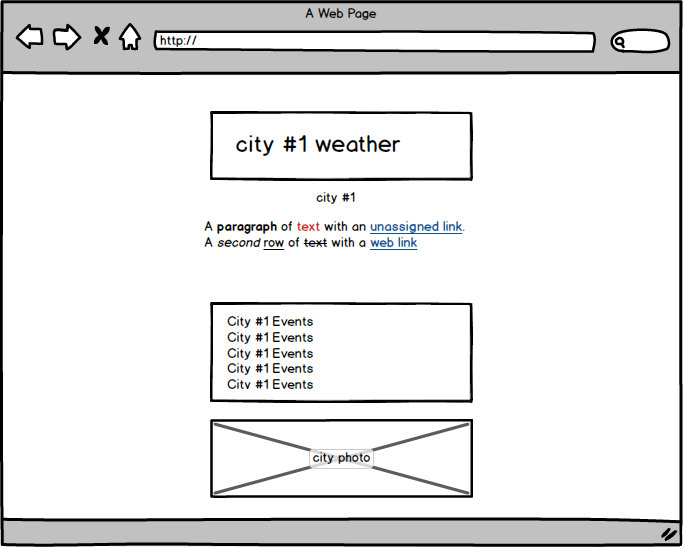 A Web Page
http://
city #1 weather
city #1
A paragraph of text with an unassigned link.
A second row of text with a web link
City #1 Events
City #1 Events
City #1 Events
City #1 Events
City #1 Events
city photo